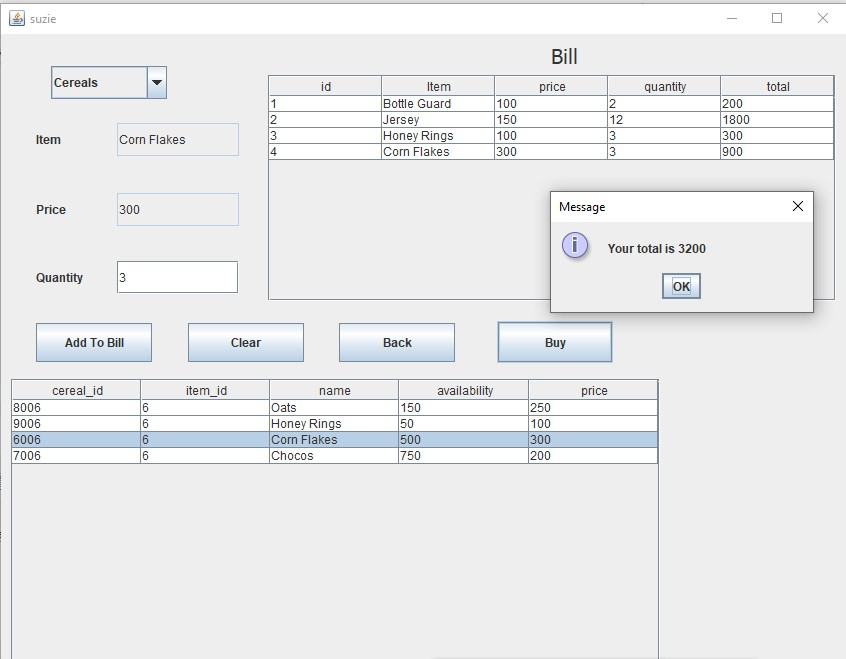 suzie
Bill
Cereals
id Item price quantity total
1 Bottle Guard 100 2 200
2 Jersey 150 12 1800
3 Honey Rings 100 3 300
4 Corn Flakes 300 3 900
Item Corn Flakes
Price 300
Quantity 3
Message
Your total is 3200
OK
Add To Bill Clear Back Buy
cereal_id item_id name availability price
8006 6 Oats 150 250
9006 6 Honey Rings 50 100
6006 6 Corn Flakes 500 300
7006 6 Chocos 750 200